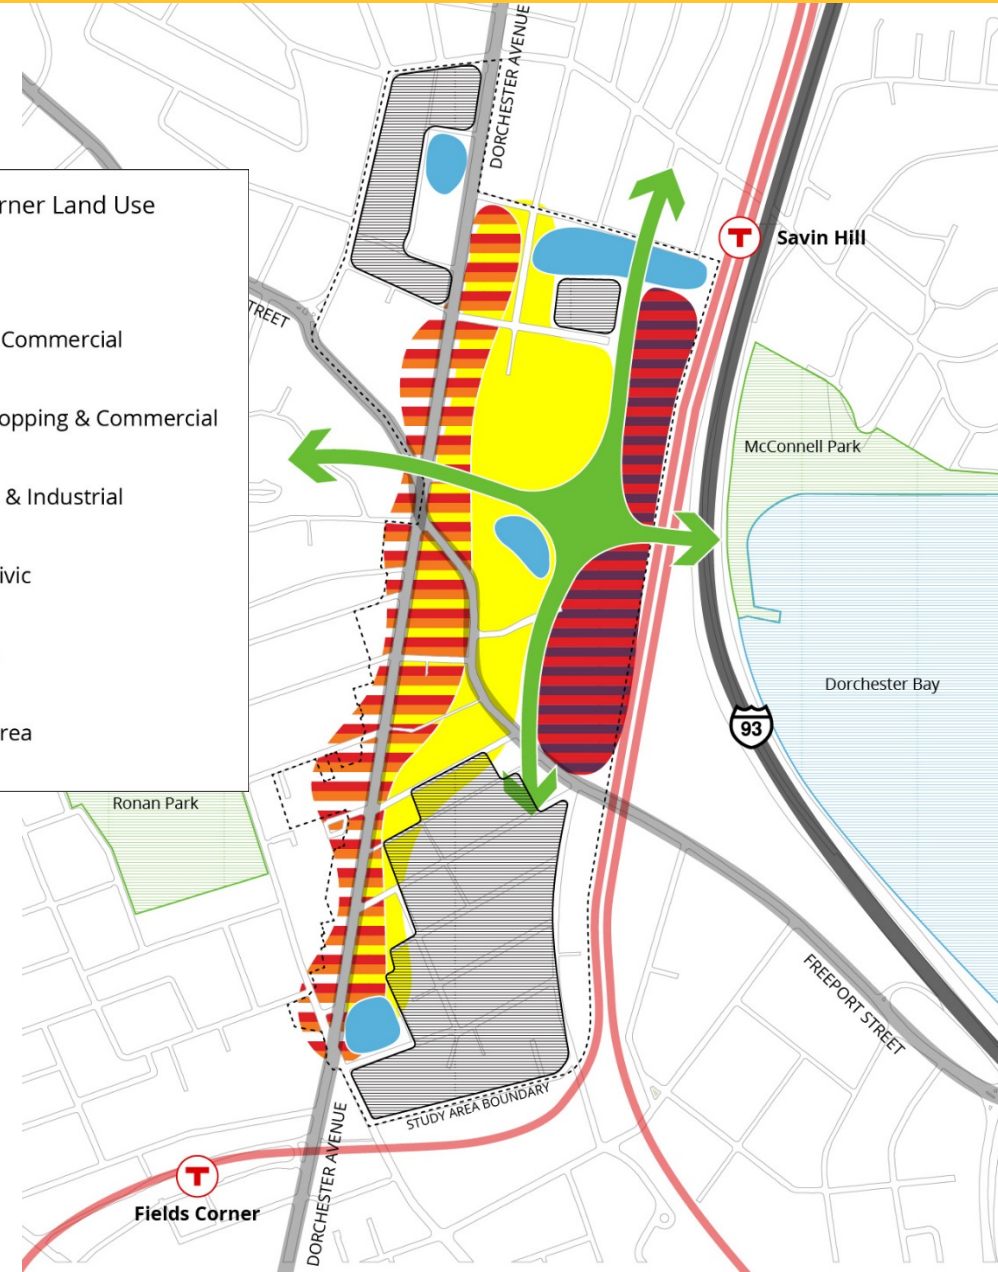 DORCHESTER AVENUE
rner Land Use
Savin Hill
TREET
Commercial
opping & Commercial
McConnell Park
& Industrial
ivic
Dorchester Bay
93
rea
Ronan Park
FREEPORT STREET
STUDY AREA BOUNDARY
DORCHESTER AVENUE
Fields Corner
T
T